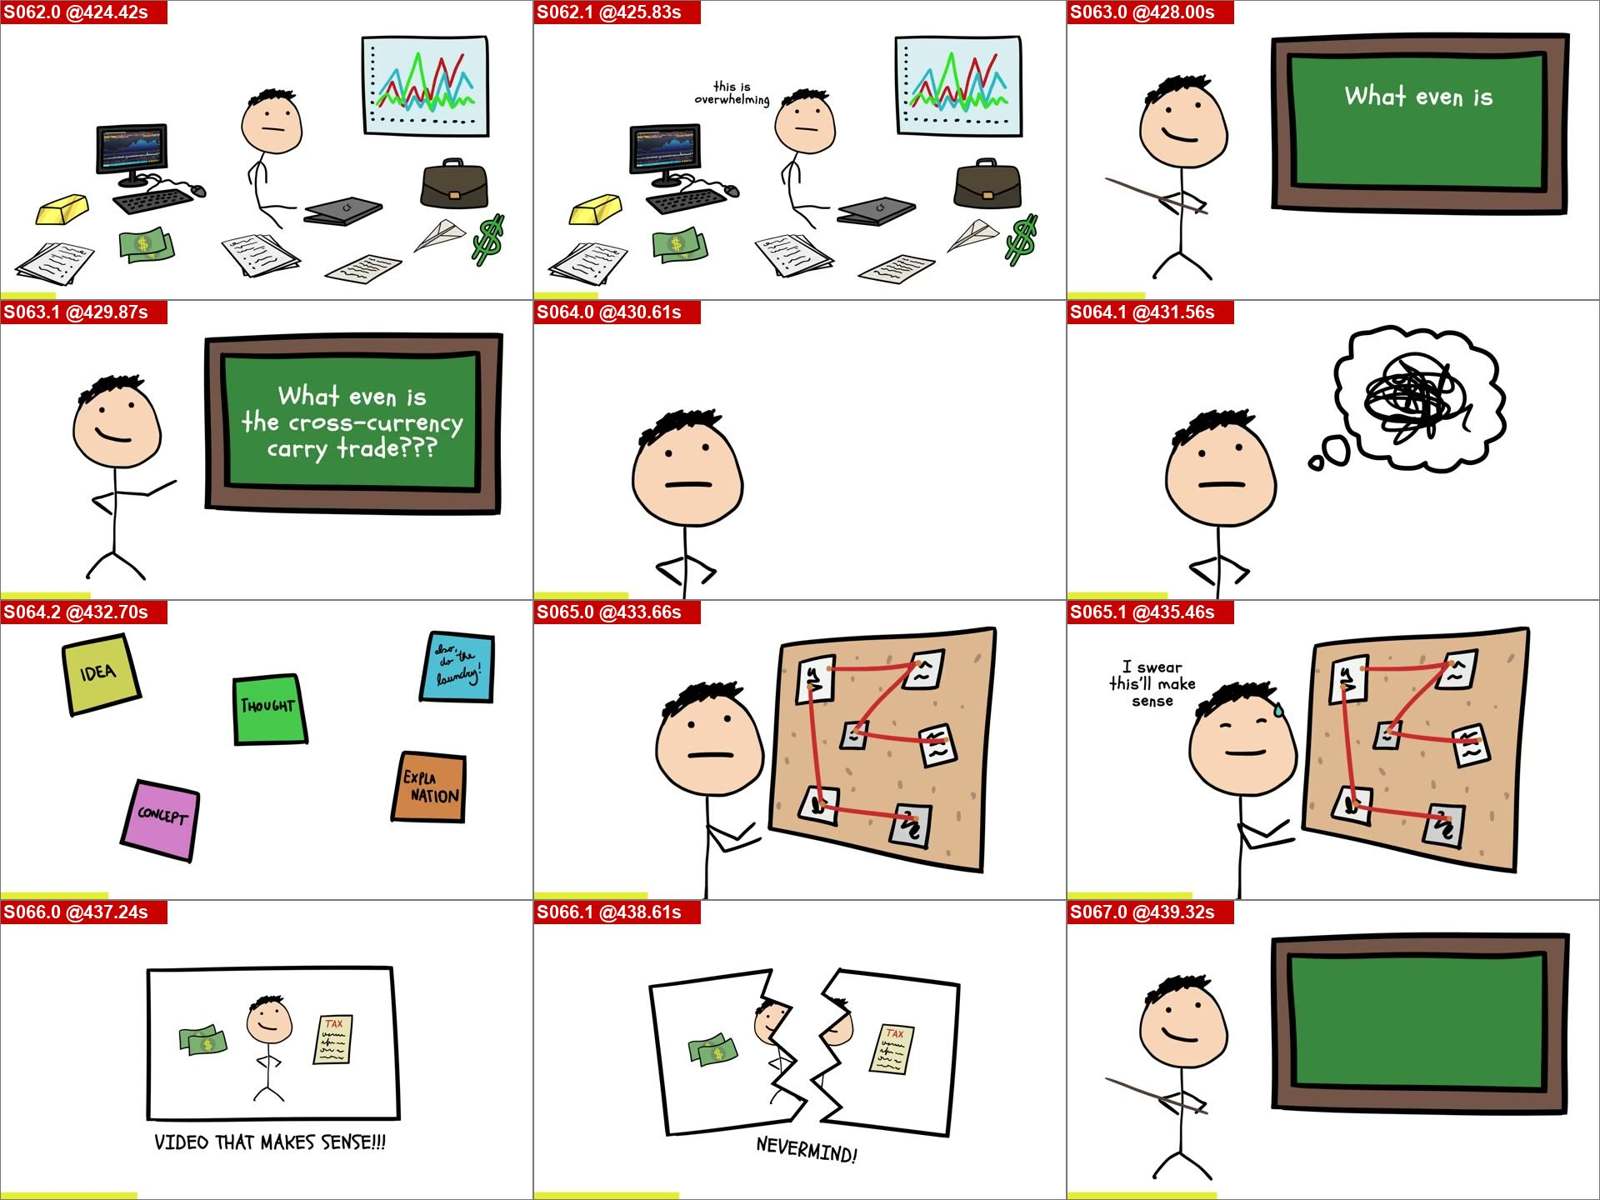 S062.0 @424.42s
S062.1 @425.83s
this is
overwhelming
S063.0 @428.00s
What even is
S063.1 @429.87s
What even is
the cross-currency
carry trade???
S064.0 @430.61s
S064.1 @431.56s
S064.2 @432.70s
IDEA
THOUGHT
also,
do the
laundry!
CONCEPT
EXPLA
NATION
S065.0 @433.66s
S065.1 @435.46s
I swear
this'll make
sense
S066.0 @437.24s
TAX
VIDEO THAT MAKES SENSE!!!
S066.1 @438.61s
TAX
NEVERMIND!
S067.0 @439.32s